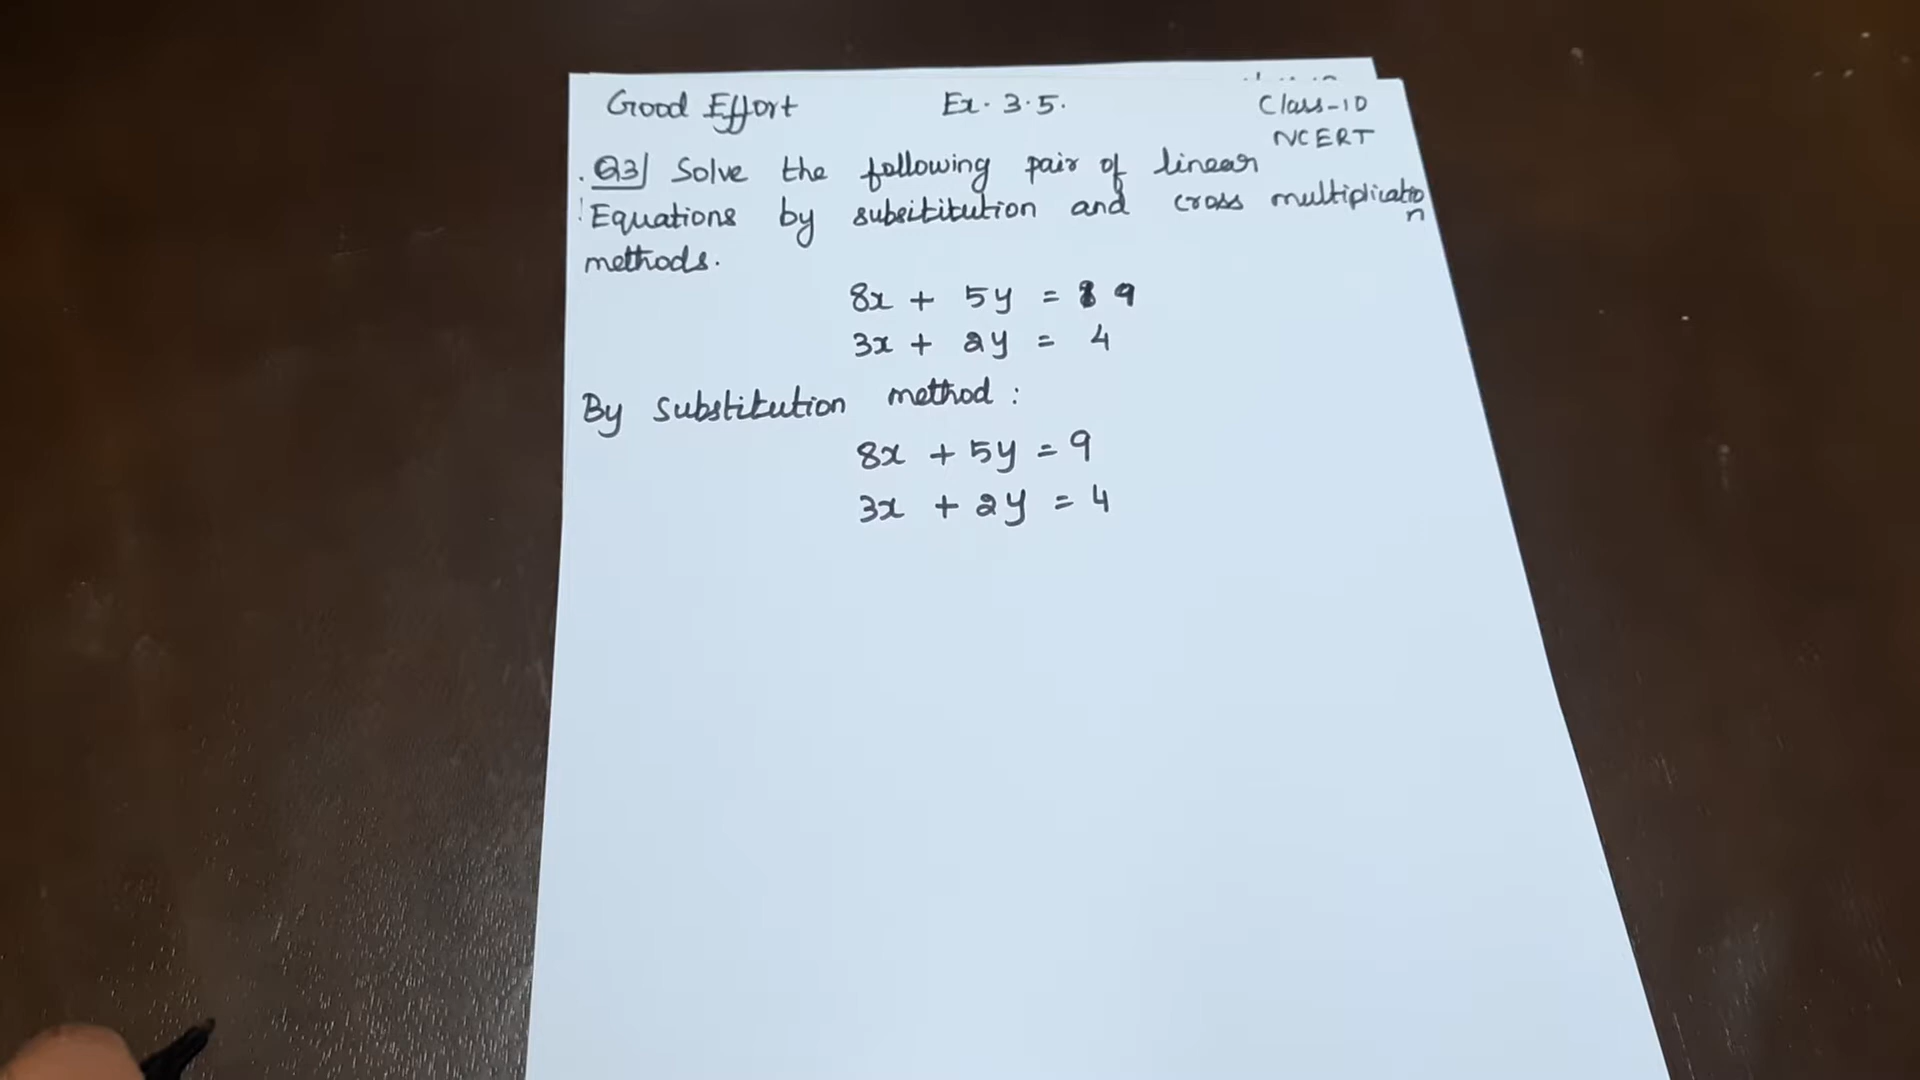 Good Effort Ex. 3.5. Class-10
NCERT
Q3) Solve the following pair of linear
Equations by subsititution and cross multiplication
methods.
8x + 5y = 9
3x + 2y = 4
By substitution method :
8x + 5y = 9
3x + 2y = 4